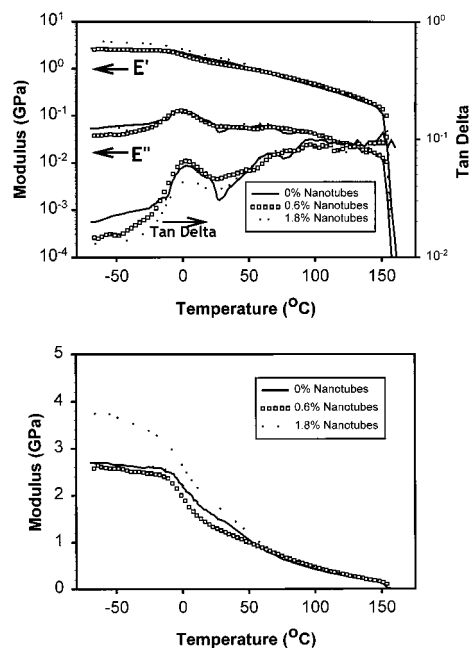 10¹
10⁰
10⁻¹
10⁻²
10⁻³
10⁻⁴
Modulus (GPa)
E'
E"
Tan Delta
0% Nanotubes
0.6% Nanotubes
1.8% Nanotubes
10⁰
10⁻¹
10⁻²
Tan Delta
-50 0 50 100 150
Temperature (ᴼC)
5
4
3
2
1
0
Modulus (GPa)
0% Nanotubes
0.6% Nanotubes
1.8% Nanotubes
-50 0 50 100 150
Temperature (ᴼC)